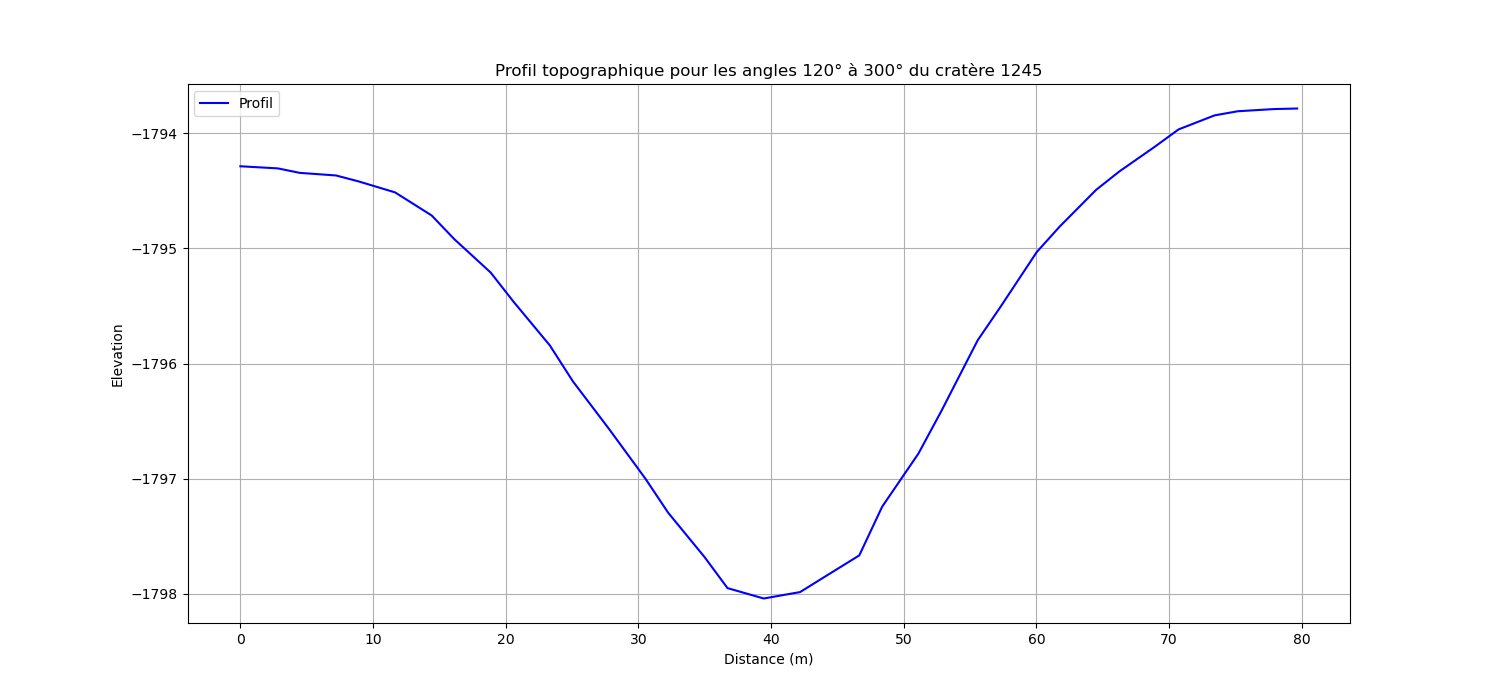 Profil topographique pour les angles 120° à 300° du cratère 1245
Profil
−1794
−1795
−1796
−1797
−1798
Elevation
0 10 20 30 40 50 60 70 80
Distance (m)